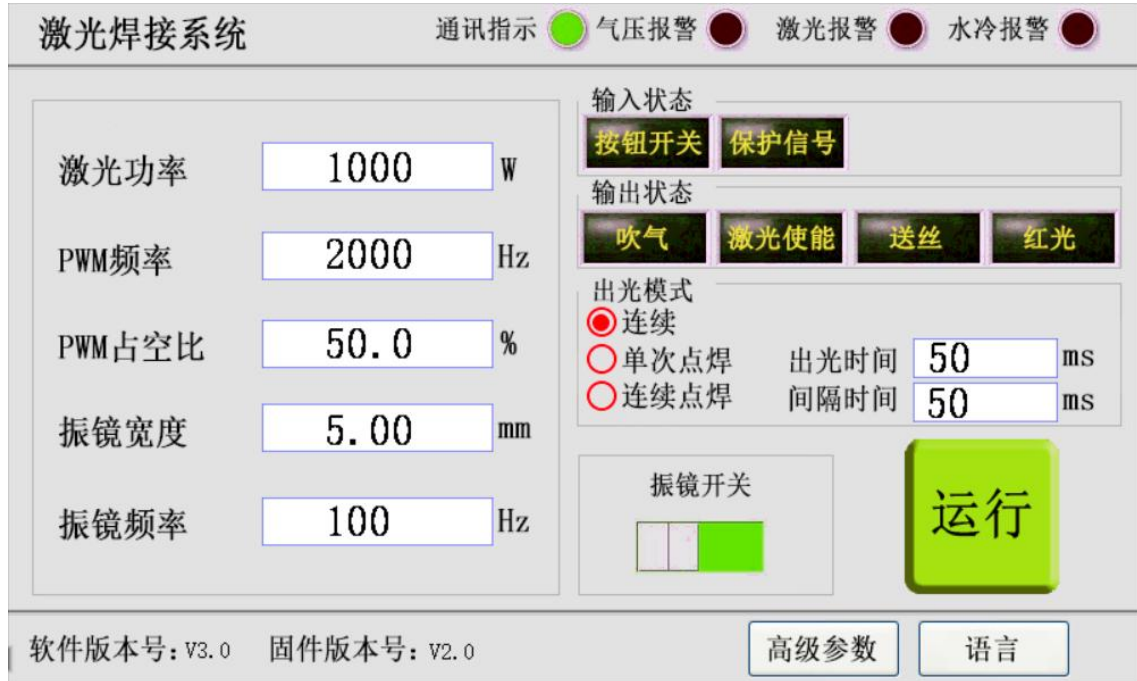 激光焊接系统 通讯指示 气压报警 激光报警 水冷报警
激光功率 1000 W
PWM频率 2000 Hz
PWM占空比 50.0 %
振镜宽度 5.00 mm
振镜频率 100 Hz
输入状态
按钮开关 保护信号
输出状态
吹气 激光使能 送丝 红光
出光模式
连续
单次点焊 出光时间 50 ms
连续点焊 间隔时间 50 ms
振镜开关
运行
软件版本号: V3.0 固件版本号: V2.0 高级参数 语言